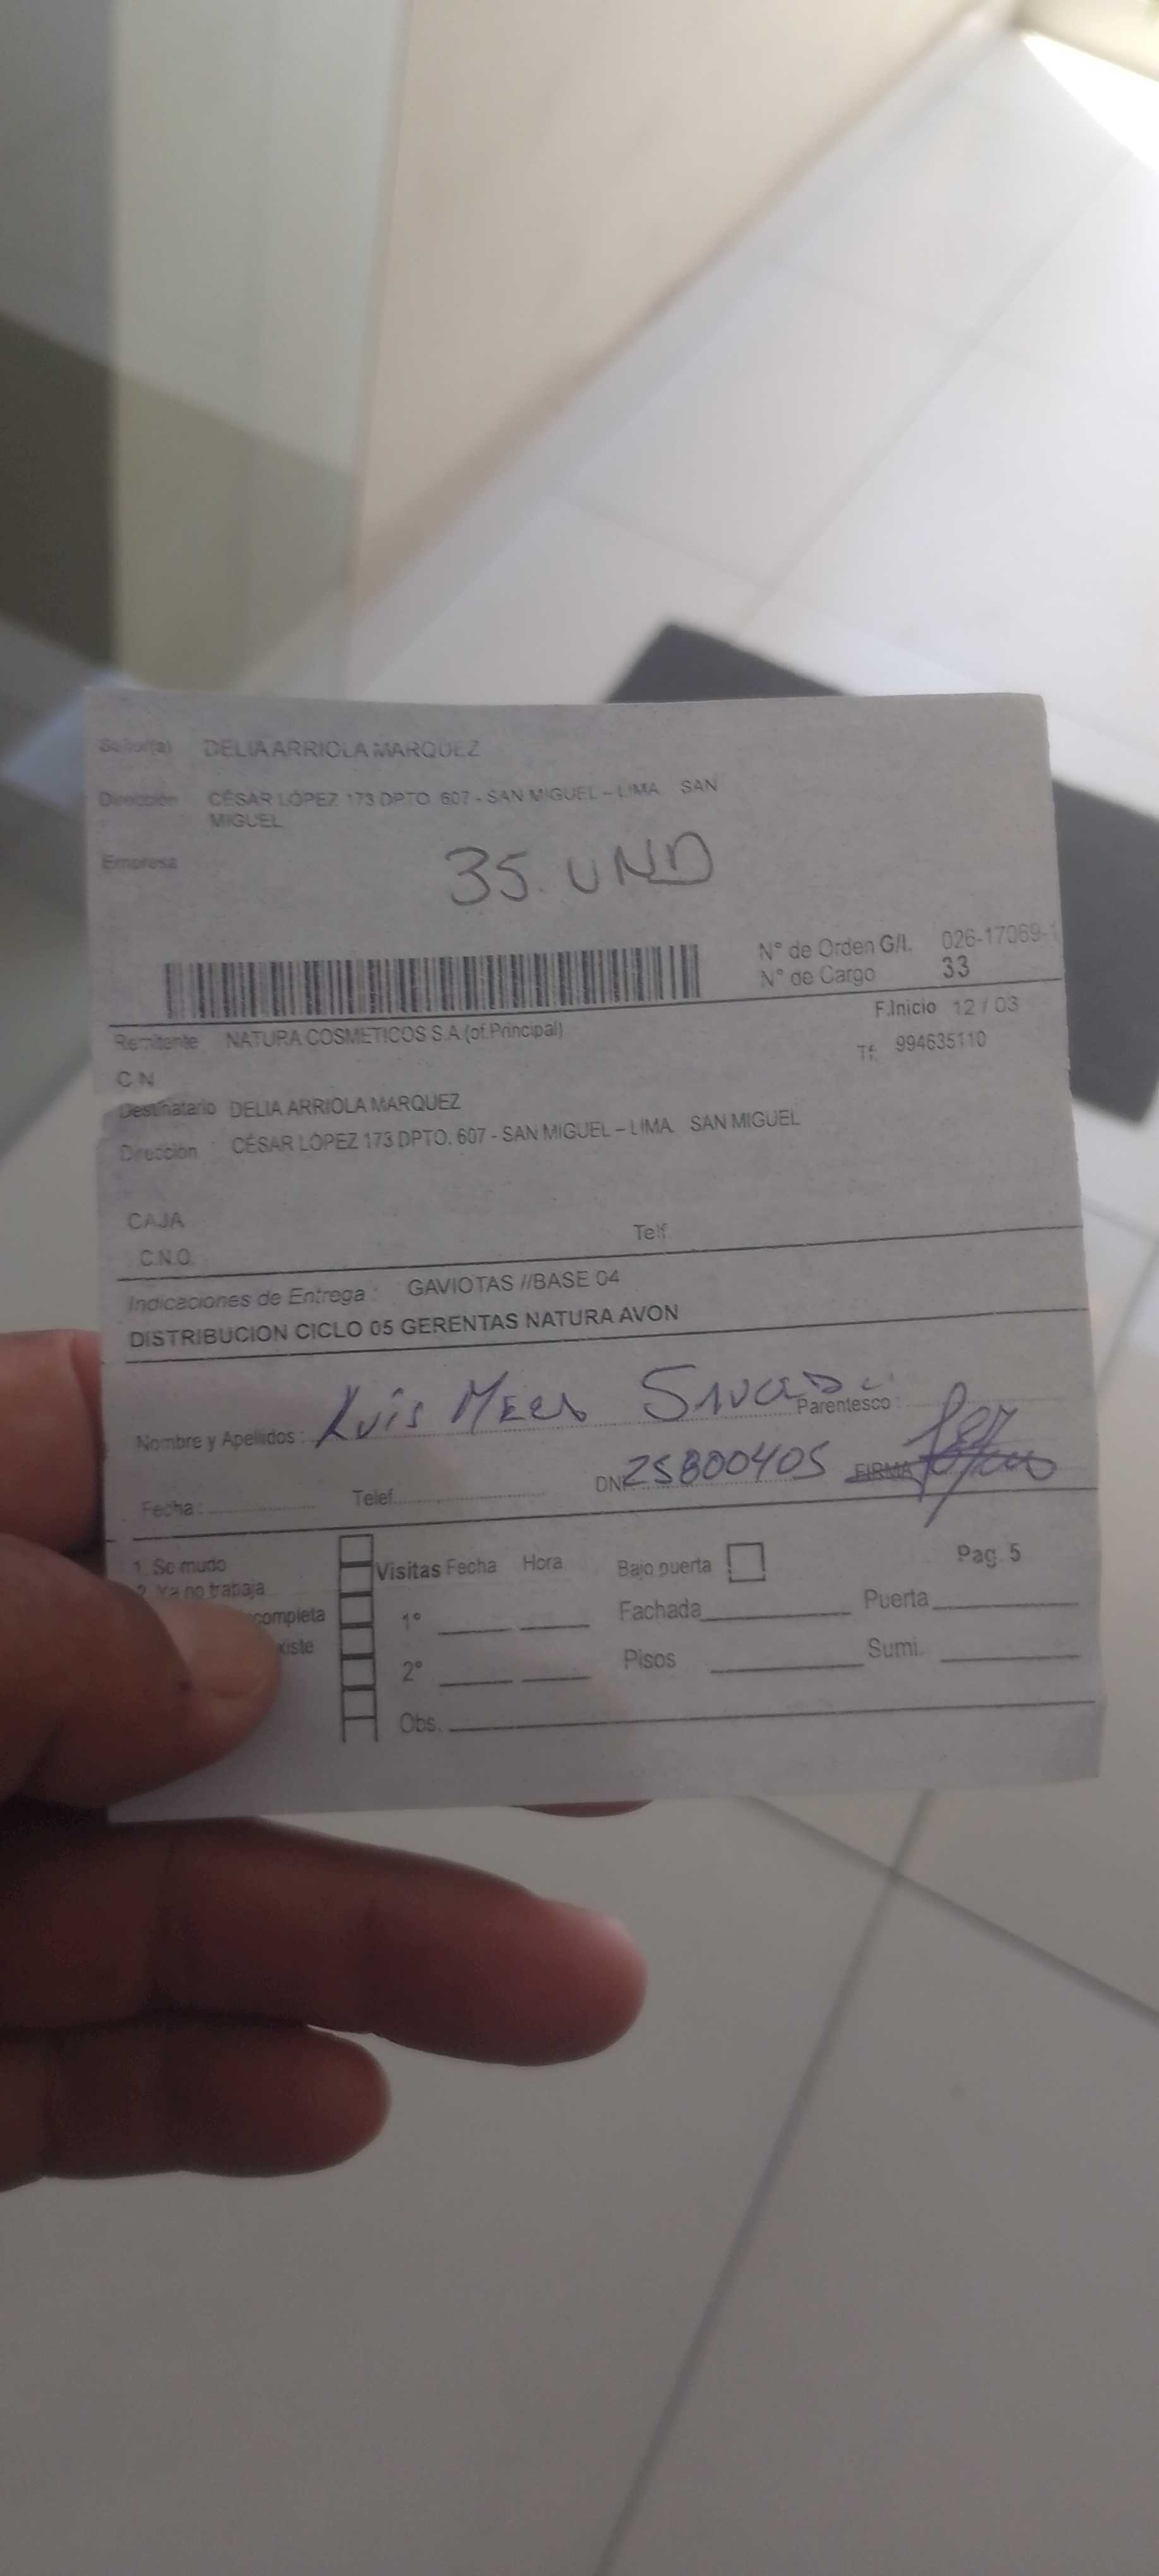 Señor(a) DELIA ARRIOLA MARQUEZ
Dirección CÉSAR LÓPEZ 173 DPTO. 607 - SAN MIGUEL – LIMA. SAN
MIGUEL
Empresa
35 UND
N° de Orden G/I. 026-17069-1
N° de Cargo 33
F.Inicio 12 / 03
Remitente NATURA COSMETICOS S.A.(of.Principal)
Tf: 994635110
C.N
Destinatario DELIA ARRIOLA MARQUEZ
Dirección : CÉSAR LÓPEZ 173 DPTO. 607 - SAN MIGUEL – LIMA. SAN MIGUEL
CAJA
C.N.O. Telf.
Indicaciones de Entrega : GAVIOTAS //BASE 04
DISTRIBUCION CICLO 05 GERENTAS NATURA AVON
Nombre y Apellidos : Luis Parentesco :
Fecha : Telef. DNI 25800405 FIRMA
1. Se mudo
2. Ya no trabaja
completa
xiste
Visitas Fecha Hora Bajo puerta Pag. 5
1° Fachada Puerta
2° Pisos Sumi.
Obs.